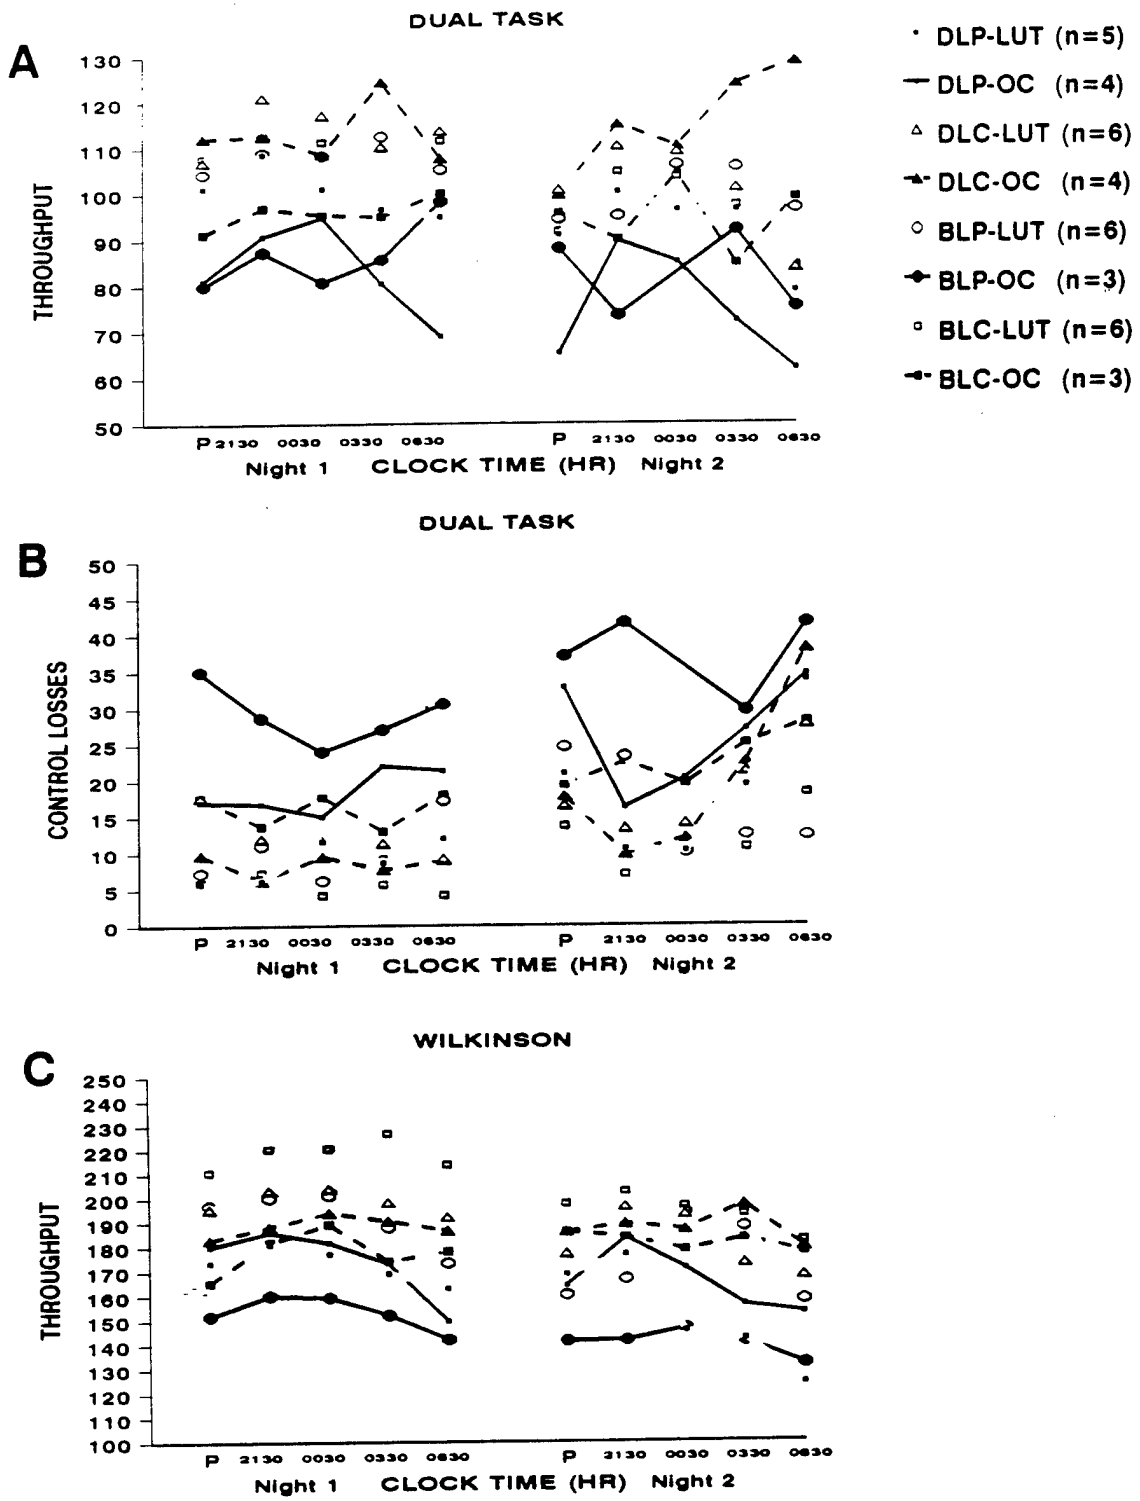 DUAL TASK
A
THROUGHPUT
130
120
110
100
90
80
70
60
50
P 2130 0030 0330 0630
P 2130 0030 0330 0630
Night 1 CLOCK TIME (HR) Night 2
DLP-LUT (n=5)
DLP-OC (n=4)
DLC-LUT (n=6)
DLC-OC (n=4)
BLP-LUT (n=6)
BLP-OC (n=3)
BLC-LUT (n=6)
BLC-OC (n=3)
DUAL TASK
B
CONTROL LOSSES
50
45
40
35
30
25
20
15
10
5
0
P 2130 0030 0330 0630
P 2130 0030 0330 0630
Night 1 CLOCK TIME (HR) Night 2
WILKINSON
C
THROUGHPUT
250
240
230
220
210
200
190
180
170
160
150
140
130
120
110
100
P 2130 0030 0330 0630
P 2130 0030 0330 0630
Night 1 CLOCK TIME (HR) Night 2